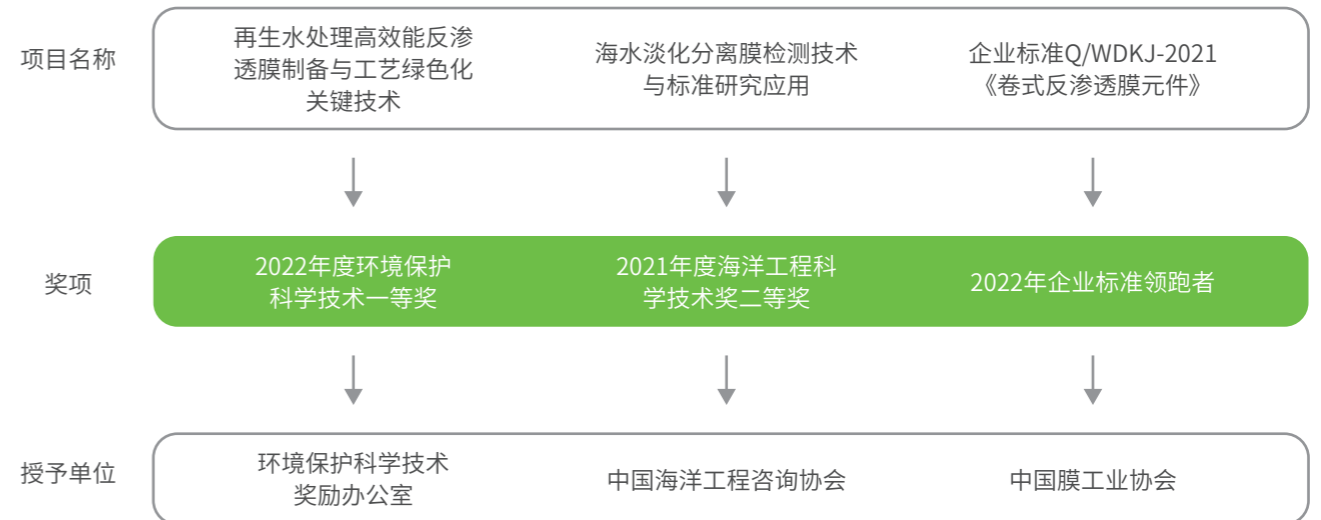 项目名称
再生水处理高效能反渗
透膜制备与工艺绿色化
关键技术
海水淡化分离膜检测技术
与标准研究应用
企业标准Q/WDKJ-2021
《卷式反渗透膜元件》
奖项
2022年度环境保护
科学技术一等奖
2021年度海洋工程科
学技术奖二等奖
2022年企业标准领跑者
授予单位
环境保护科学技术
奖励办公室
中国海洋工程咨询协会
中国膜工业协会